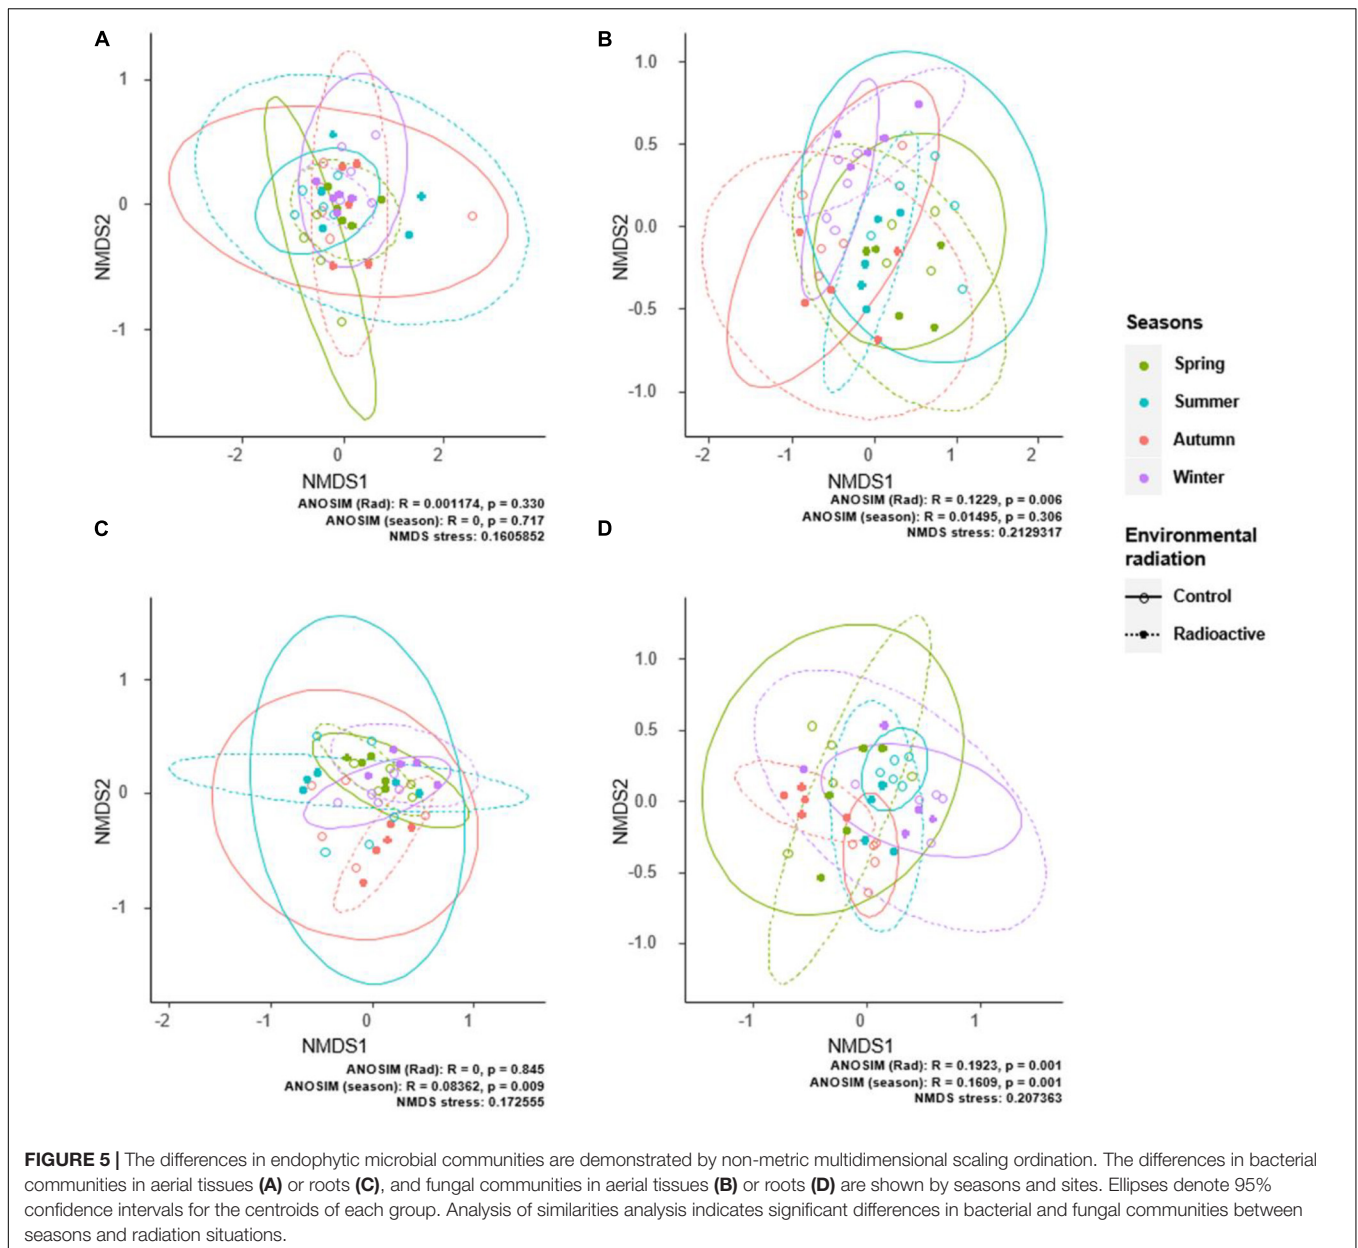 A
1
0
-1
NMDS2
-2
0
2
NMDS1
ANOSIM (Rad): R = 0.001174, p = 0.330
ANOSIM (season): R = 0, p = 0.717
NMDS stress: 0.1605852
B
1.0
0.5
0.0
-0.5
-1.0
NMDS2
-2
-1
0
1
2
NMDS1
ANOSIM (Rad): R = 0.1229, p = 0.006
ANOSIM (season): R = 0.01495, p = 0.306
NMDS stress: 0.2129317
Seasons
Spring
Summer
Autumn
Winter
Environmental
radiation
Control
Radioactive
C
1
0
-1
NMDS2
-2
-1
0
1
NMDS1
ANOSIM (Rad): R = 0, p = 0.845
ANOSIM (season): R = 0.08362, p = 0.009
NMDS stress: 0.172555
D
1.0
0.5
0.0
-0.5
-1.0
NMDS2
-1
0
1
NMDS1
ANOSIM (Rad): R = 0.1923, p = 0.001
ANOSIM (season): R = 0.1609, p = 0.001
NMDS stress: 0.207363
FIGURE 5 | The differences in endophytic microbial communities are demonstrated by non-metric multidimensional scaling ordination. The differences in bacterial
communities in aerial tissues (A) or roots (C), and fungal communities in aerial tissues (B) or roots (D) are shown by seasons and sites. Ellipses denote 95%
confidence intervals for the centroids of each group. Analysis of similarities analysis indicates significant differences in bacterial and fungal communities between
seasons and radiation situations.